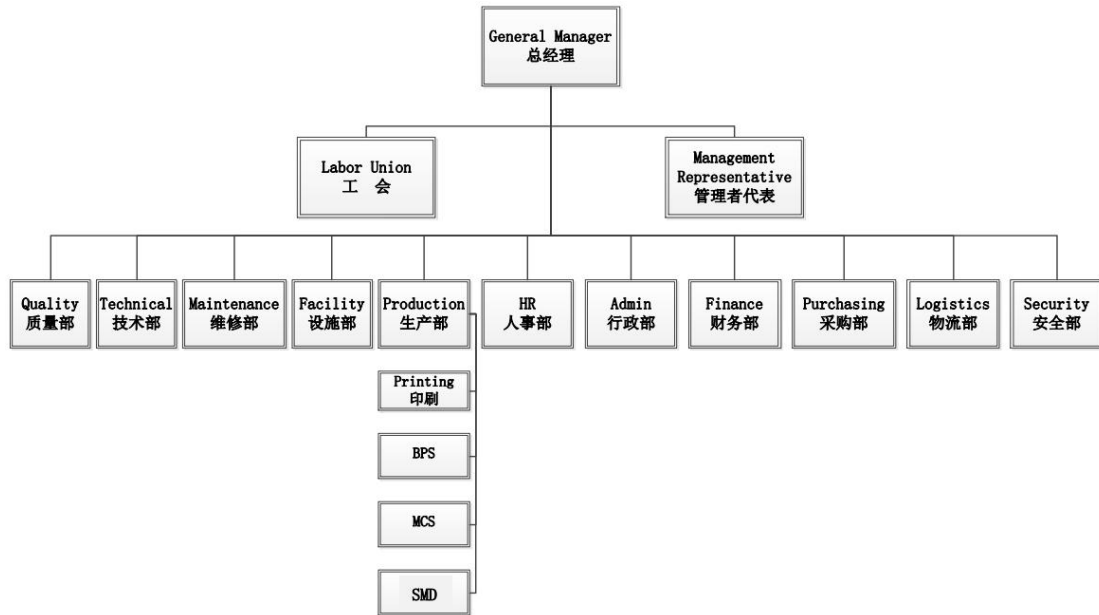 General Manager
总经理
Labor Union
工 会
Management
Representative
管理者代表
Quality
质量部
Technical
技术部
Maintenance
维修部
Facility
设施部
Production
生产部
HR
人事部
Admin
行政部
Finance
财务部
Purchasing
采购部
Logistics
物流部
Security
安全部
Printing
印刷
BPS
MCS
SMD